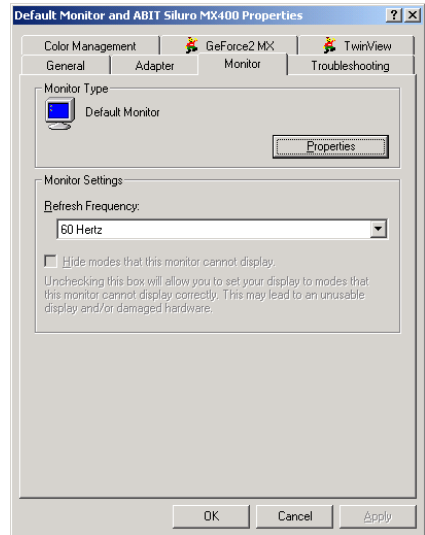 Default Monitor and ABIT Siluro MX400 Properties
Color Management GeForce2 MX TwinView
General Adapter Monitor Troubleshooting
Monitor Type
Default Monitor
Properties
Monitor Settings
Refresh Frequency:
60 Hertz
Hide modes that this monitor cannot display.
Unchecking this box will allow you to set your display to modes that
this monitor cannot display correctly. This may lead to an unusable
display and/or damaged hardware.
OK Cancel Apply